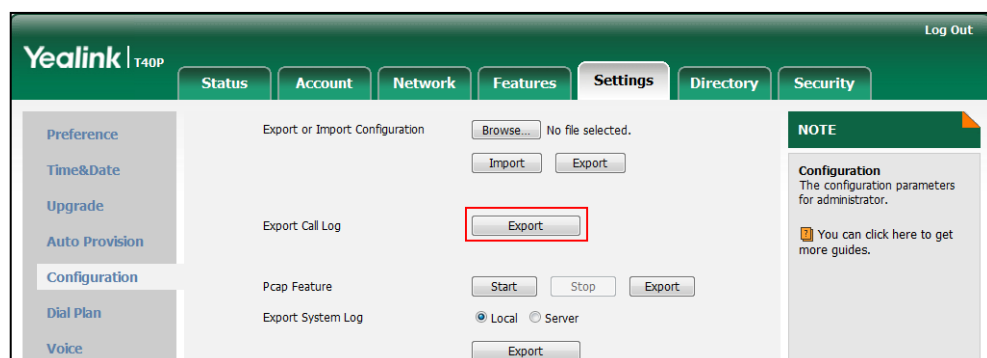 Log Out
Yealink T40P
Status Account Network Features Settings Directory Security
Preference
Time&Date
Upgrade
Auto Provision
Configuration
Dial Plan
Voice
Export or Import Configuration Browse... No file selected.
Import Export
Export Call Log Export
Pcap Feature Start Stop Export
Export System Log Local Server
Export
NOTE
Configuration
The configuration parameters
for administrator.
You can click here to get
more guides.